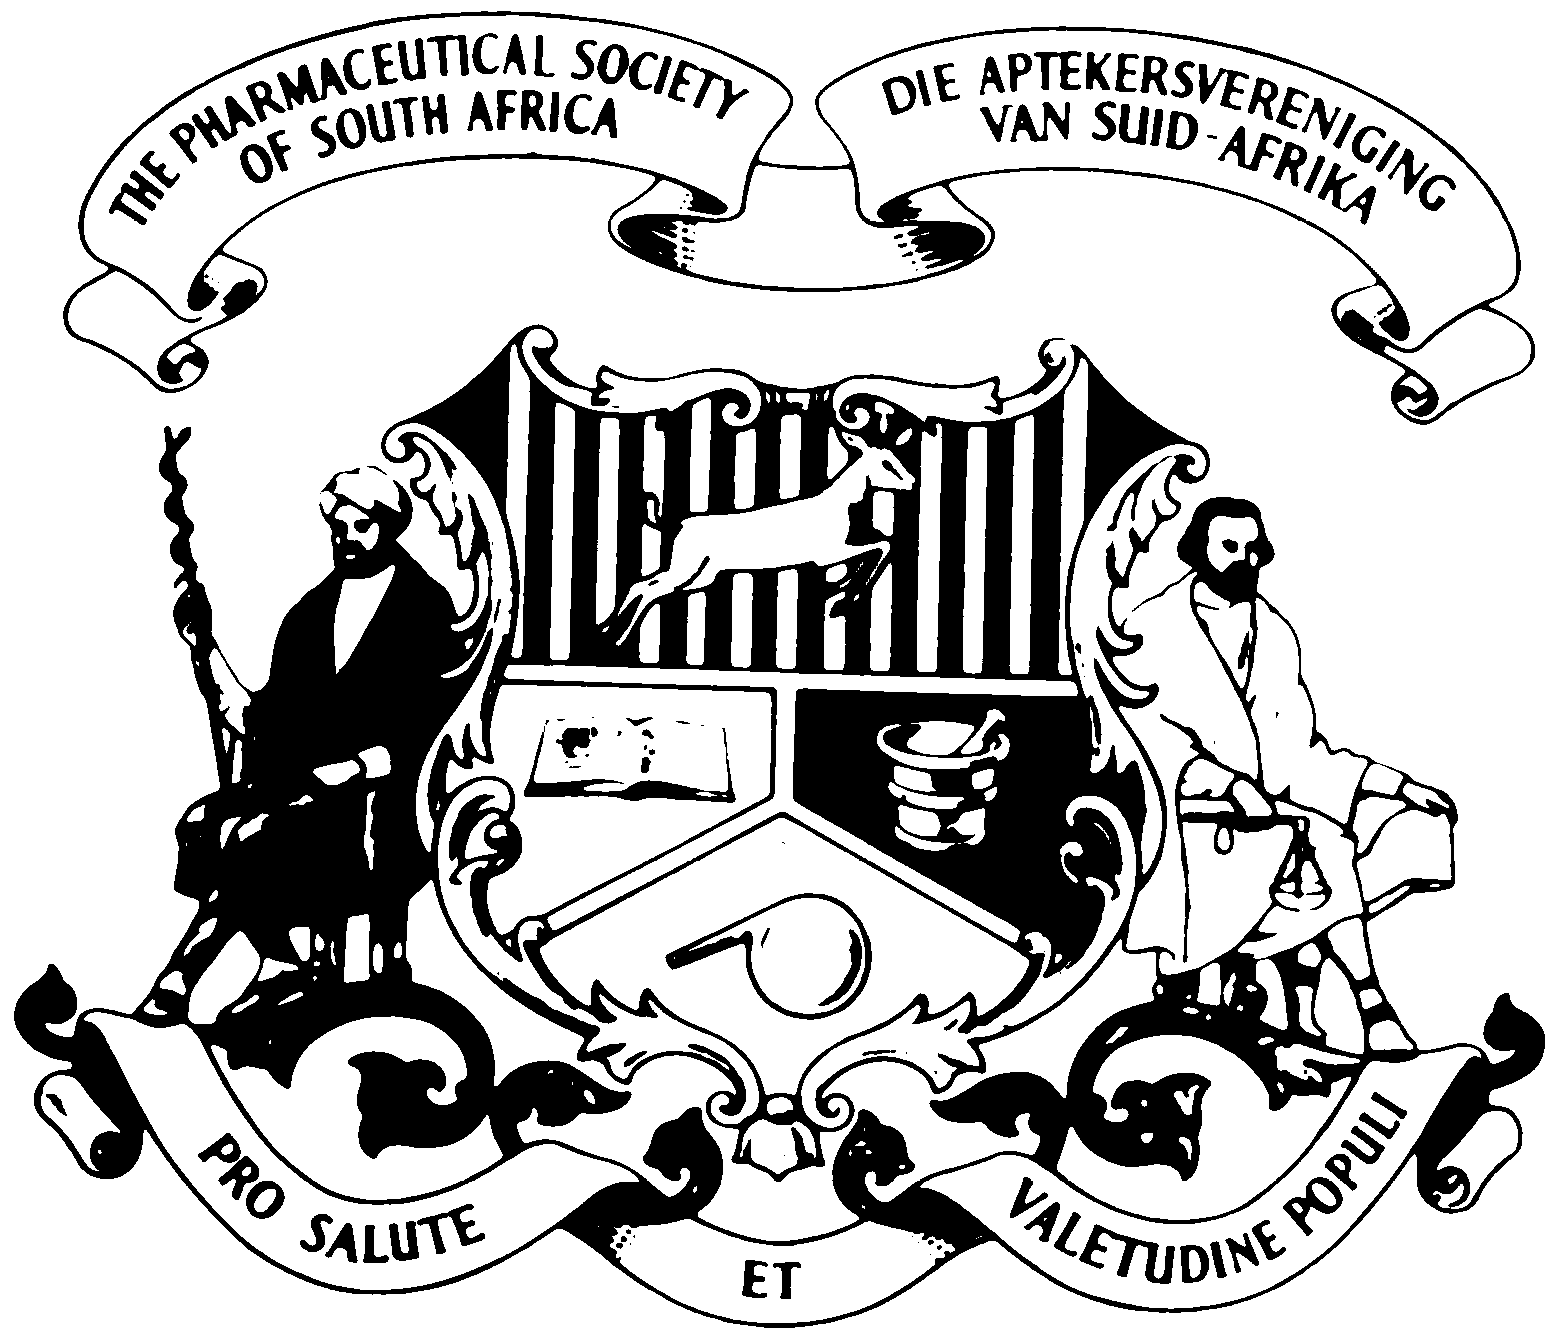 THE PHARMACEUTICAL SOCIETY
OF SOUTH AFRICA
DIE APTEKERSVERENIGING
VAN SUID-AFRIKA
PRO SALUTE
ET
VALETUDINE POPULI